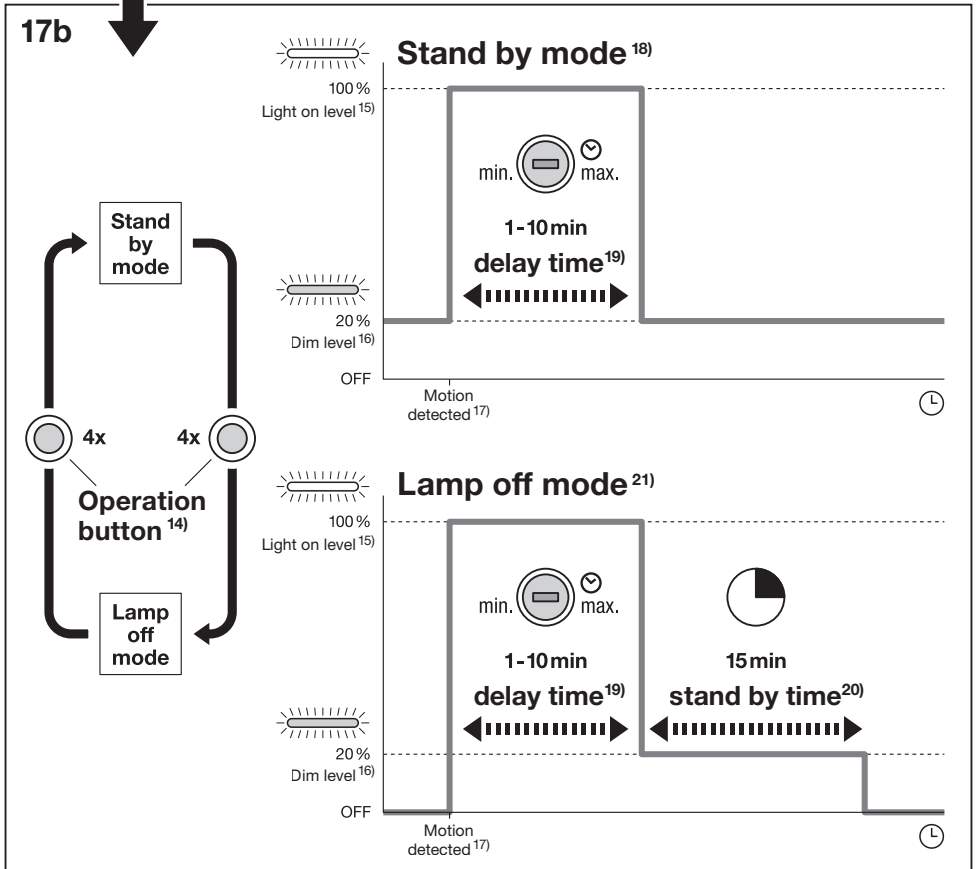 17b
Stand
by
mode
4x 4x
Operation
button 14)
Lamp
off
mode
Stand by mode 18)
100 %
Light on level 15)
min. max.
1-10 min
delay time 19)
20 %
Dim level 16)
OFF
Motion
detected 17)
Lamp off mode 21)
100 %
Light on level 15)
min. max.
1-10 min 15 min
delay time 19) stand by time 20)
20 %
Dim level 16)
OFF
Motion
detected 17)